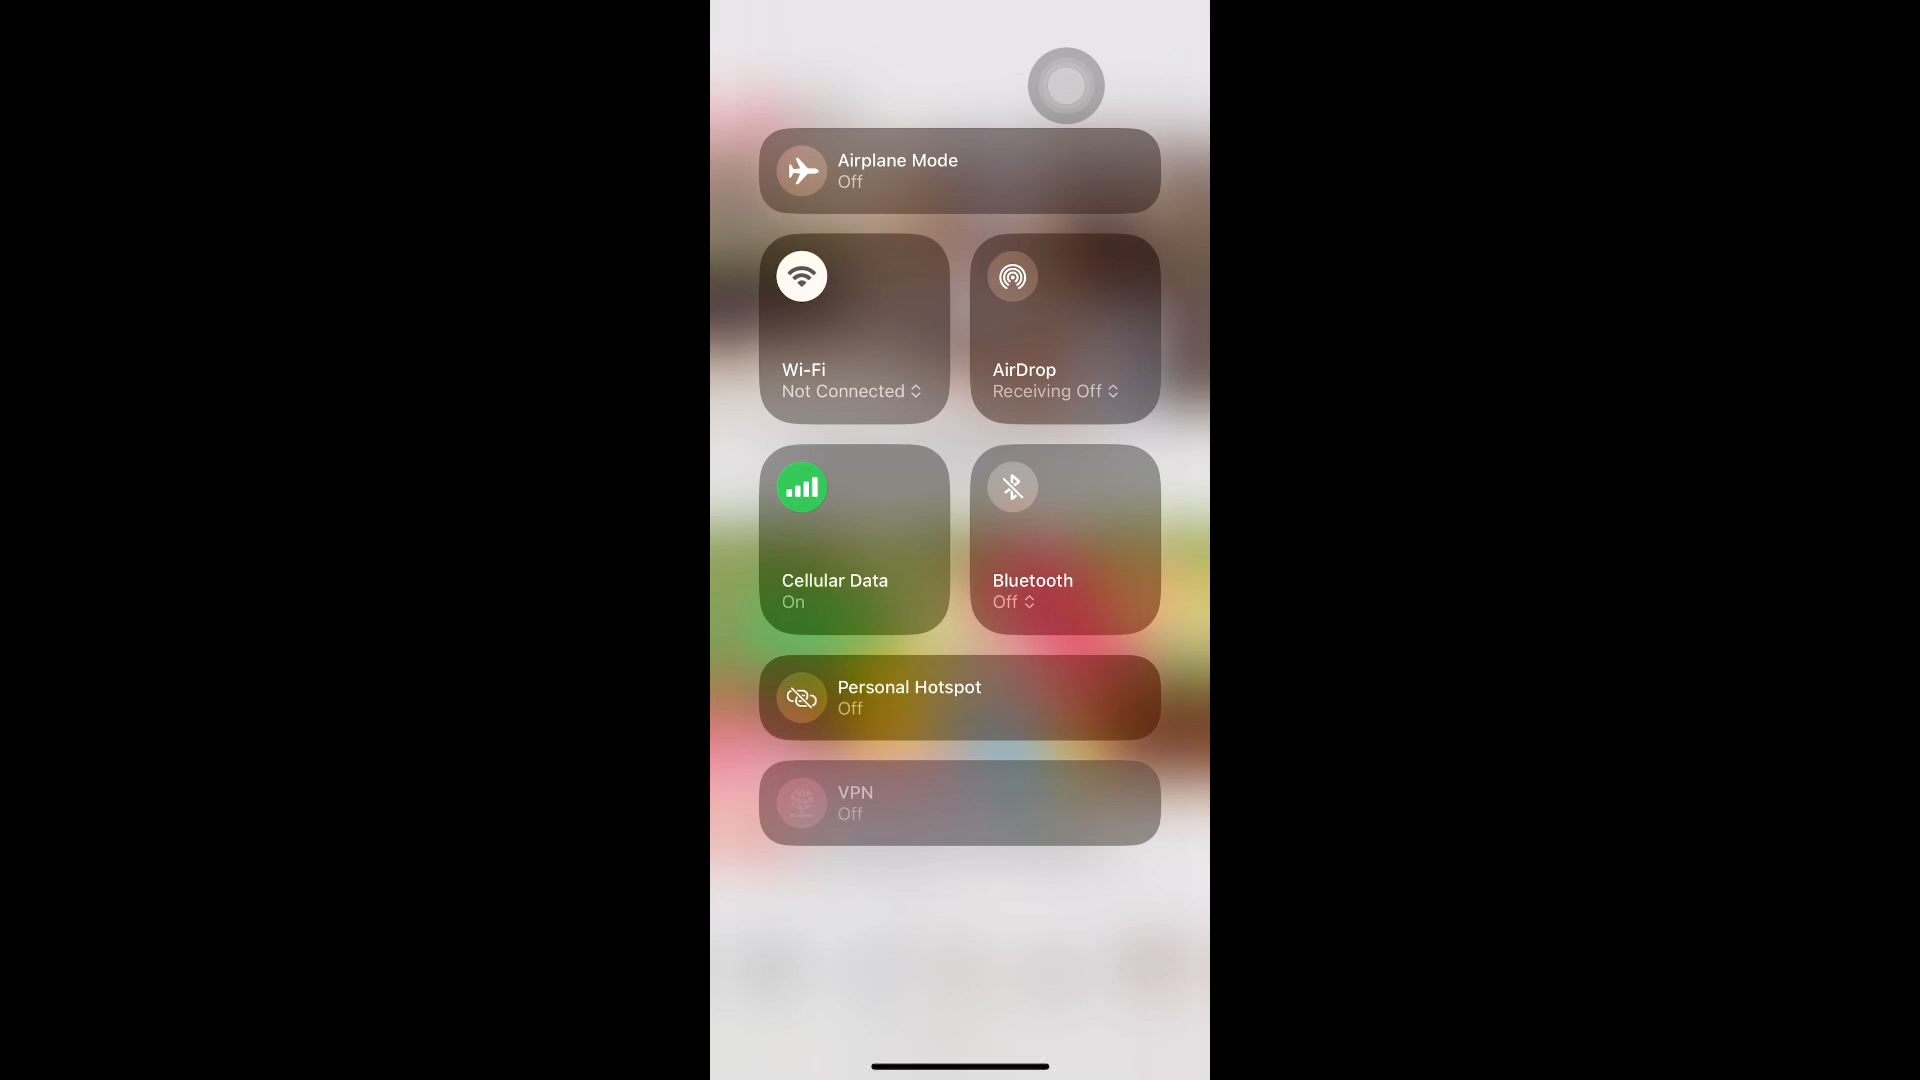 Airplane Mode
Off
Wi-Fi
Not Connected
AirDrop
Receiving Off
Cellular Data
On
Bluetooth
Off
Personal Hotspot
Off
VPN
Off